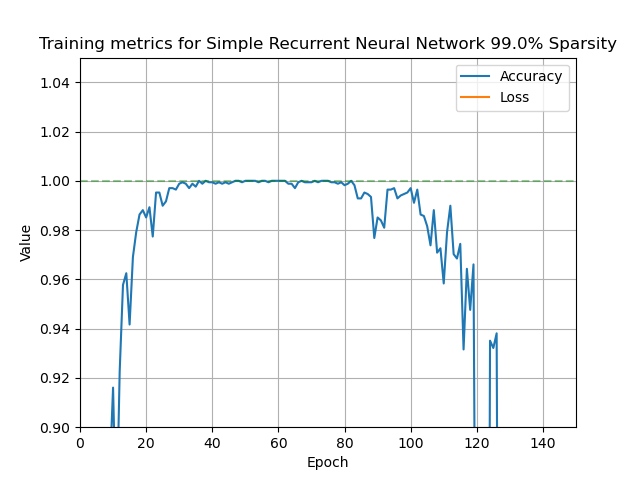 Training metrics for Simple Recurrent Neural Network 99.0% Sparsity
Accuracy
Loss
1.04
1.02
1.00
0.98
0.96
0.94
0.92
0.90
Value
0 20 40 60 80 100 120 140
Epoch